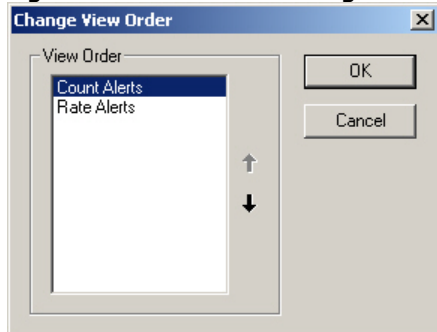 Change View Order
View Order
Count Alerts
Rate Alerts
OK
Cancel